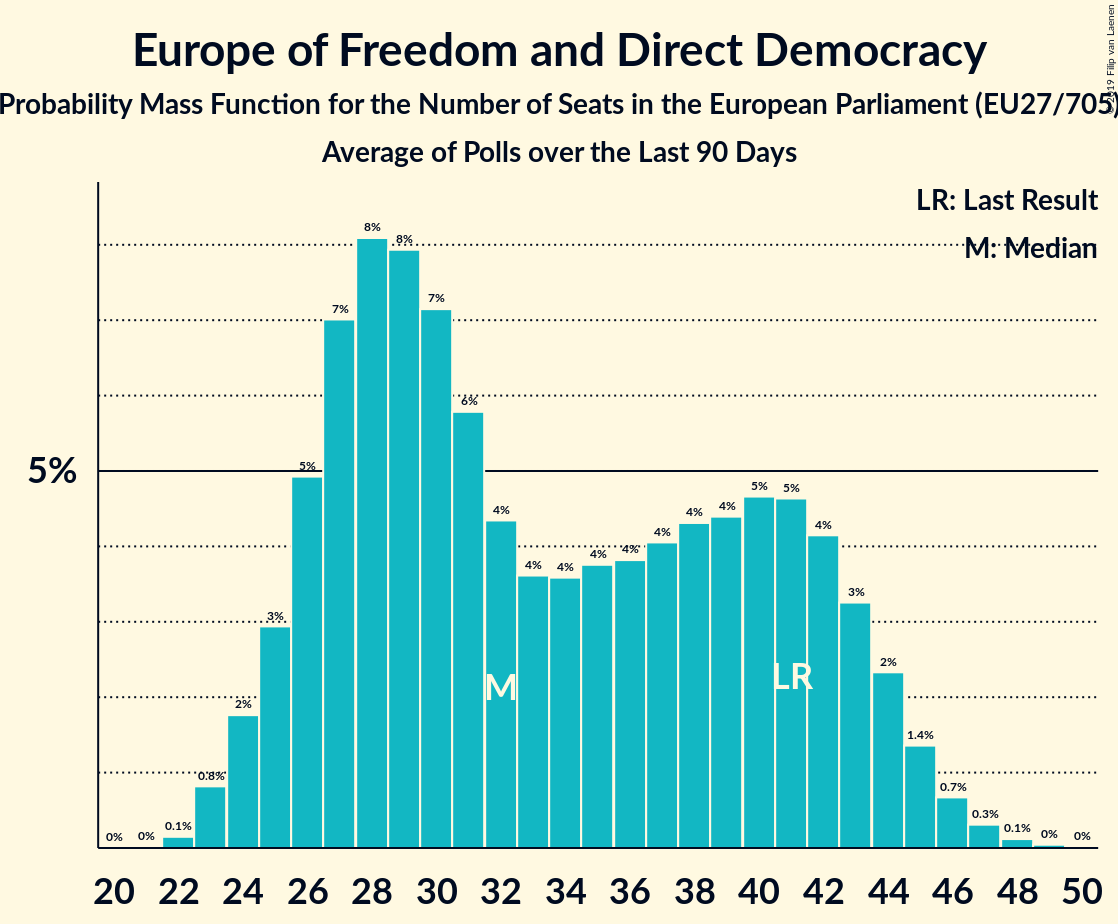 Europe of Freedom and Direct Democracy
Probability Mass Function for the Number of Seats in the European Parliament (EU27/705)
Average of Polls over the Last 90 Days
© 2019 Filip van Laenen
LR: Last Result
M: Median
5%
0% 0% 0.1% 0.8% 2% 3% 5% 7% 8% 8% 7% 6% 4% 4% 4% 4% 4% 4% 4% 4% 5% 5% 4% 3% 2% 1.4% 0.7% 0.3% 0.1% 0% 0%
M LR
20 22 24 26 28 30 32 34 36 38 40 42 44 46 48 50